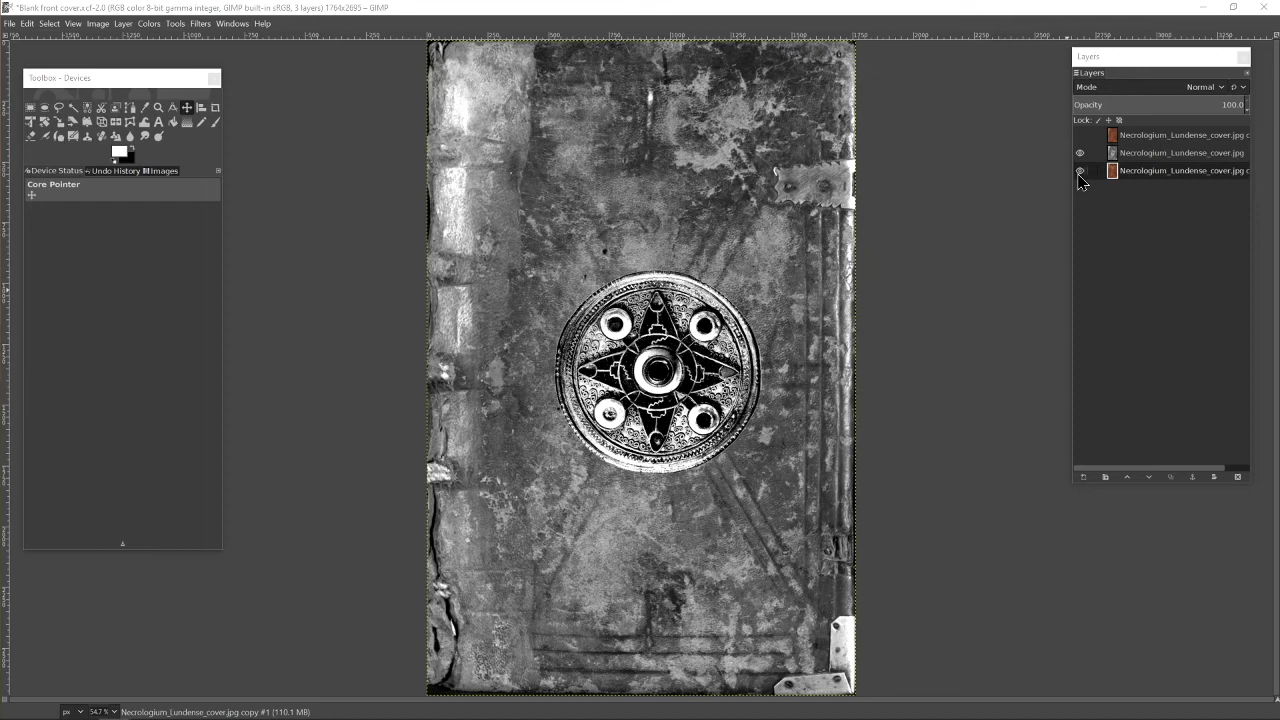 *Blank front cover.xcf-2.0 (RGB color 8-bit gamma integer, GIMP built-in sRGB, 3 layers) 1764x2695 – GIMP
File Edit Select View Image Layer Colors Tools Filters Windows Help
Toolbox - Devices
Device Status Undo History Images
Core Pointer
Layers
Layers
Mode Normal
Opacity 100.0
Lock:
Necrologium_Lundense_cover.jpg c
Necrologium_Lundense_cover.jpg
Necrologium_Lundense_cover.jpg c
px 54.7 % Necrologium_Lundense_cover.jpg copy #1 (110.1 MB)